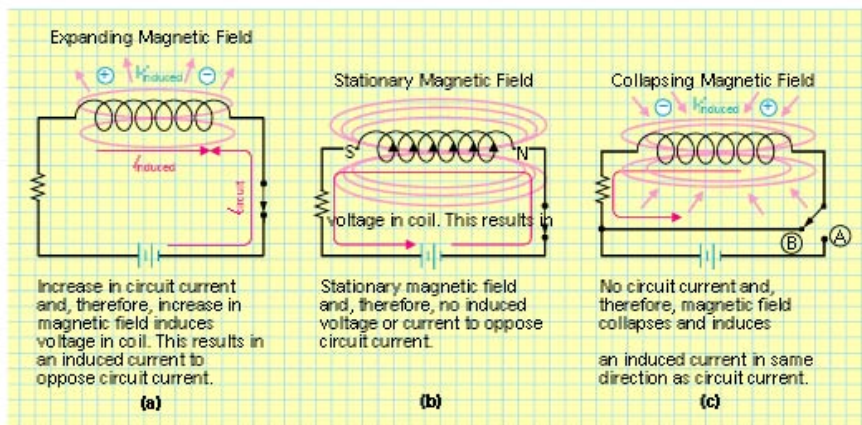 Expanding Magnetic Field
+ Vinduced −
Iinduced
Icircuit
Increase in circuit current
and, therefore, increase in
magnetic field induces
voltage in coil. This results in
an induced current to
oppose circuit current.
(a)
Stationary Magnetic Field
S N
voltage in coil. This results in
Stationary magnetic field
and, therefore, no induced
voltage or current to oppose
circuit current.
(b)
Collapsing Magnetic Field
− Vinduced +
B A
No circuit current and,
therefore, magnetic field
collapses and induces
an induced current in same
direction as circuit current.
(c)